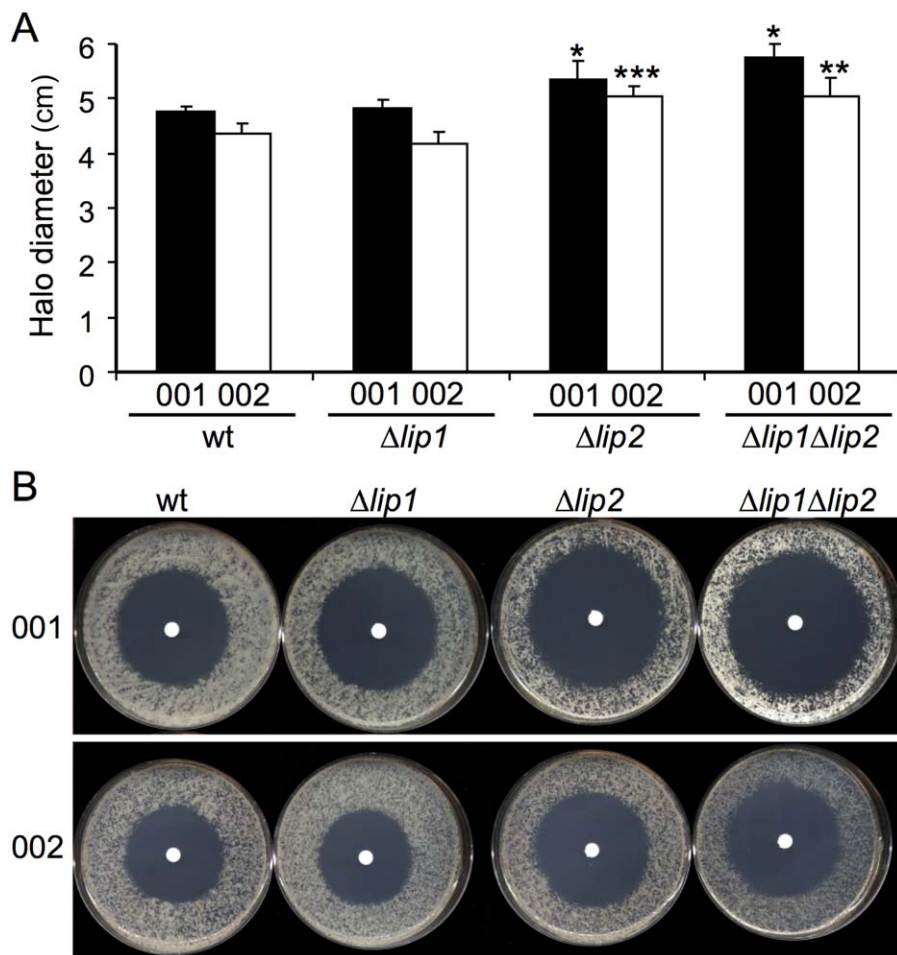 A
Halo diameter (cm)
6
5
4
3
2
1
0
* *** * **
001 002 001 002 001 002 001 002
wt Δlip1 Δlip2 Δlip1Δlip2
B
wt Δlip1 Δlip2 Δlip1Δlip2
001
002